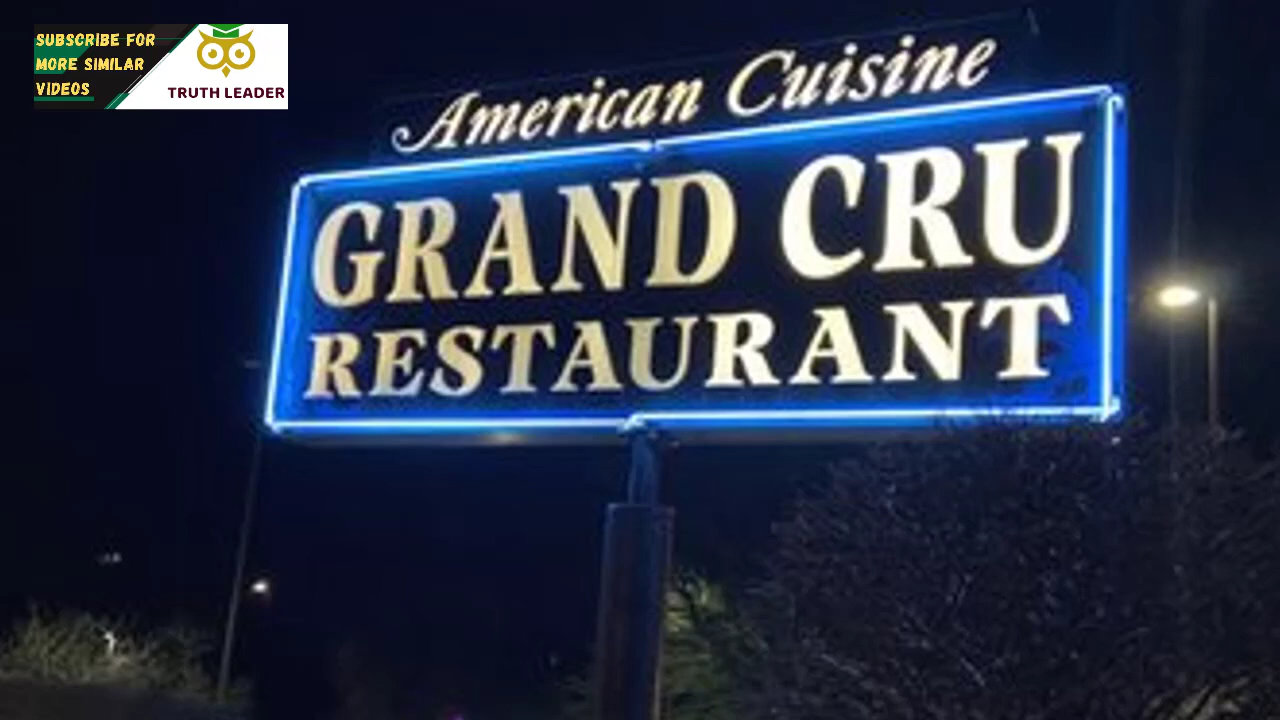 SUBSCRIBE FOR
MORE SIMILAR
VIDEOS
TRUTH LEADER
American Cuisine
GRAND CRU
RESTAURANT